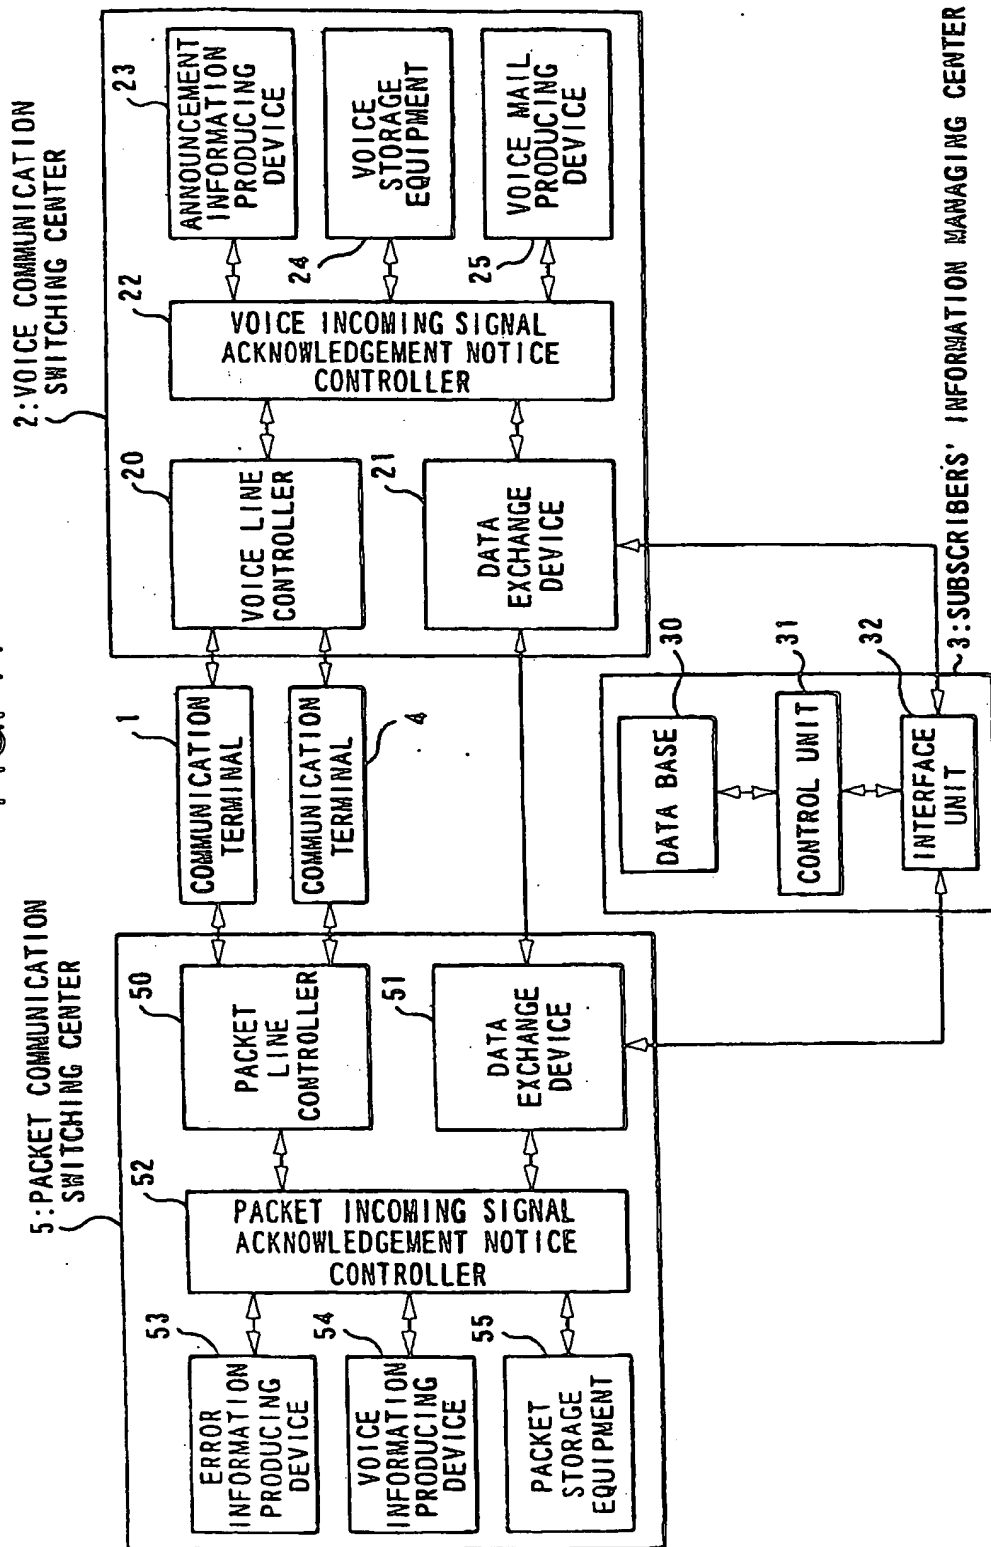 5:PACKET COMMUNICATION
SWITCHING CENTER
53
ERROR
INFORMATION
PRODUCING
DEVICE
54
VOICE
INFORMATION
PRODUCING
DEVICE
55
PACKET
STORAGE
EQUIPMENT
52
PACKET INCOMING SIGNAL
ACKNOWLEDGEMENT NOTICE
CONTROLLER
50
PACKET
LINE
CONTROLLER
51
DATA
EXCHANGE
DEVICE
1
COMMUNICATION
TERMINAL
COMMUNICATION
TERMINAL
4
2:VOICE COMMUNICATION
SWITCHING CENTER
20
VOICE LINE
CONTROLLER
21
DATA
EXCHANGE
DEVICE
22
VOICE INCOMING SIGNAL
ACKNOWLEDGEMENT NOTICE
CONTROLLER
23
ANNOUNCEMENT
INFORMATION
PRODUCING
DEVICE
24
VOICE
STORAGE
EQUIPMENT
25
VOICE MAIL
PRODUCING
DEVICE
30
DATA BASE
31
CONTROL UNIT
32
INTERFACE
UNIT
3:SUBSCRIBERS' INFORMATION MANAGING CENTER